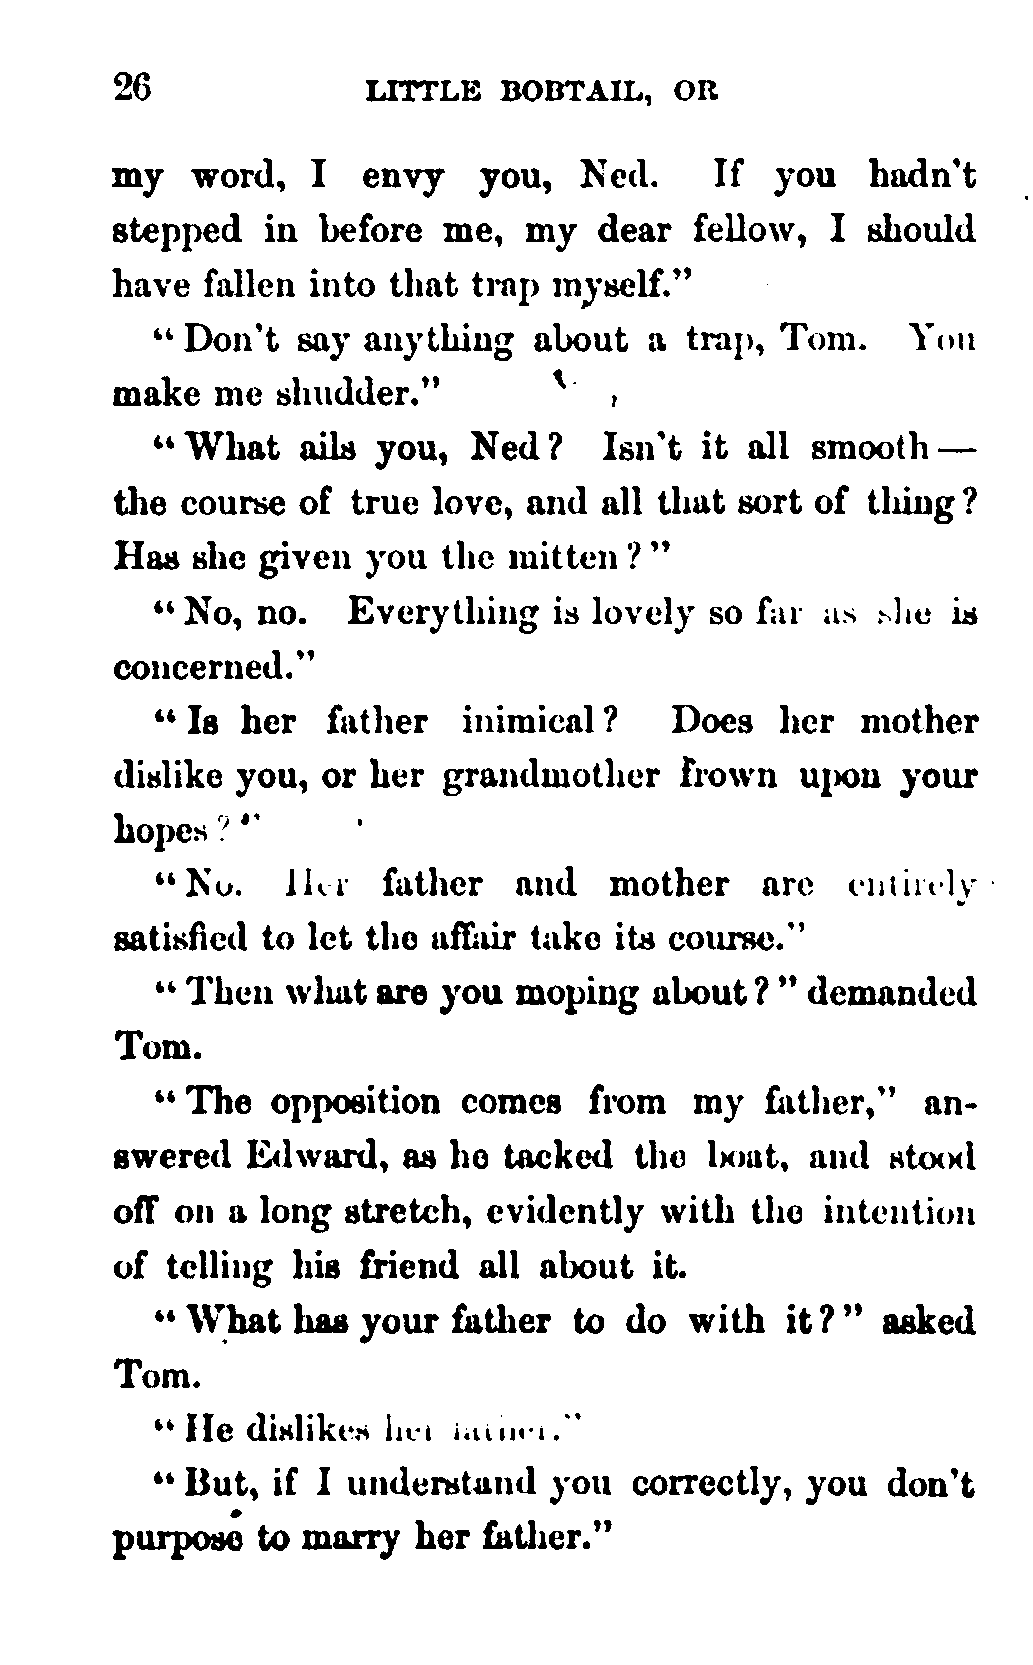 26 LITTLE BOBTAIL, OR
my word, I envy you, Ned. If you hadn't
stepped in before me, my dear fellow, I should
have fallen into that trap myself."
"Don't say anything about a trap, Tom. You
make me shudder."
"What ails you, Ned? Isn't it all smooth —
the course of true love, and all that sort of thing?
Has she given you the mitten?"
"No, no. Everything is lovely so far as she is
concerned."
"Is her father inimical? Does her mother
dislike you, or her grandmother frown upon your
hopes?"
"No. Her father and mother are entirely
satisfied to let the affair take its course."
"Then what are you moping about?" demanded
Tom.
"The opposition comes from my father," an-
swered Edward, as he tacked the boat, and stood
off on a long stretch, evidently with the intention
of telling his friend all about it.
"What has your father to do with it?" asked
Tom.
"He dislikes her father."
"But, if I understand you correctly, you don't
purpose to marry her father."